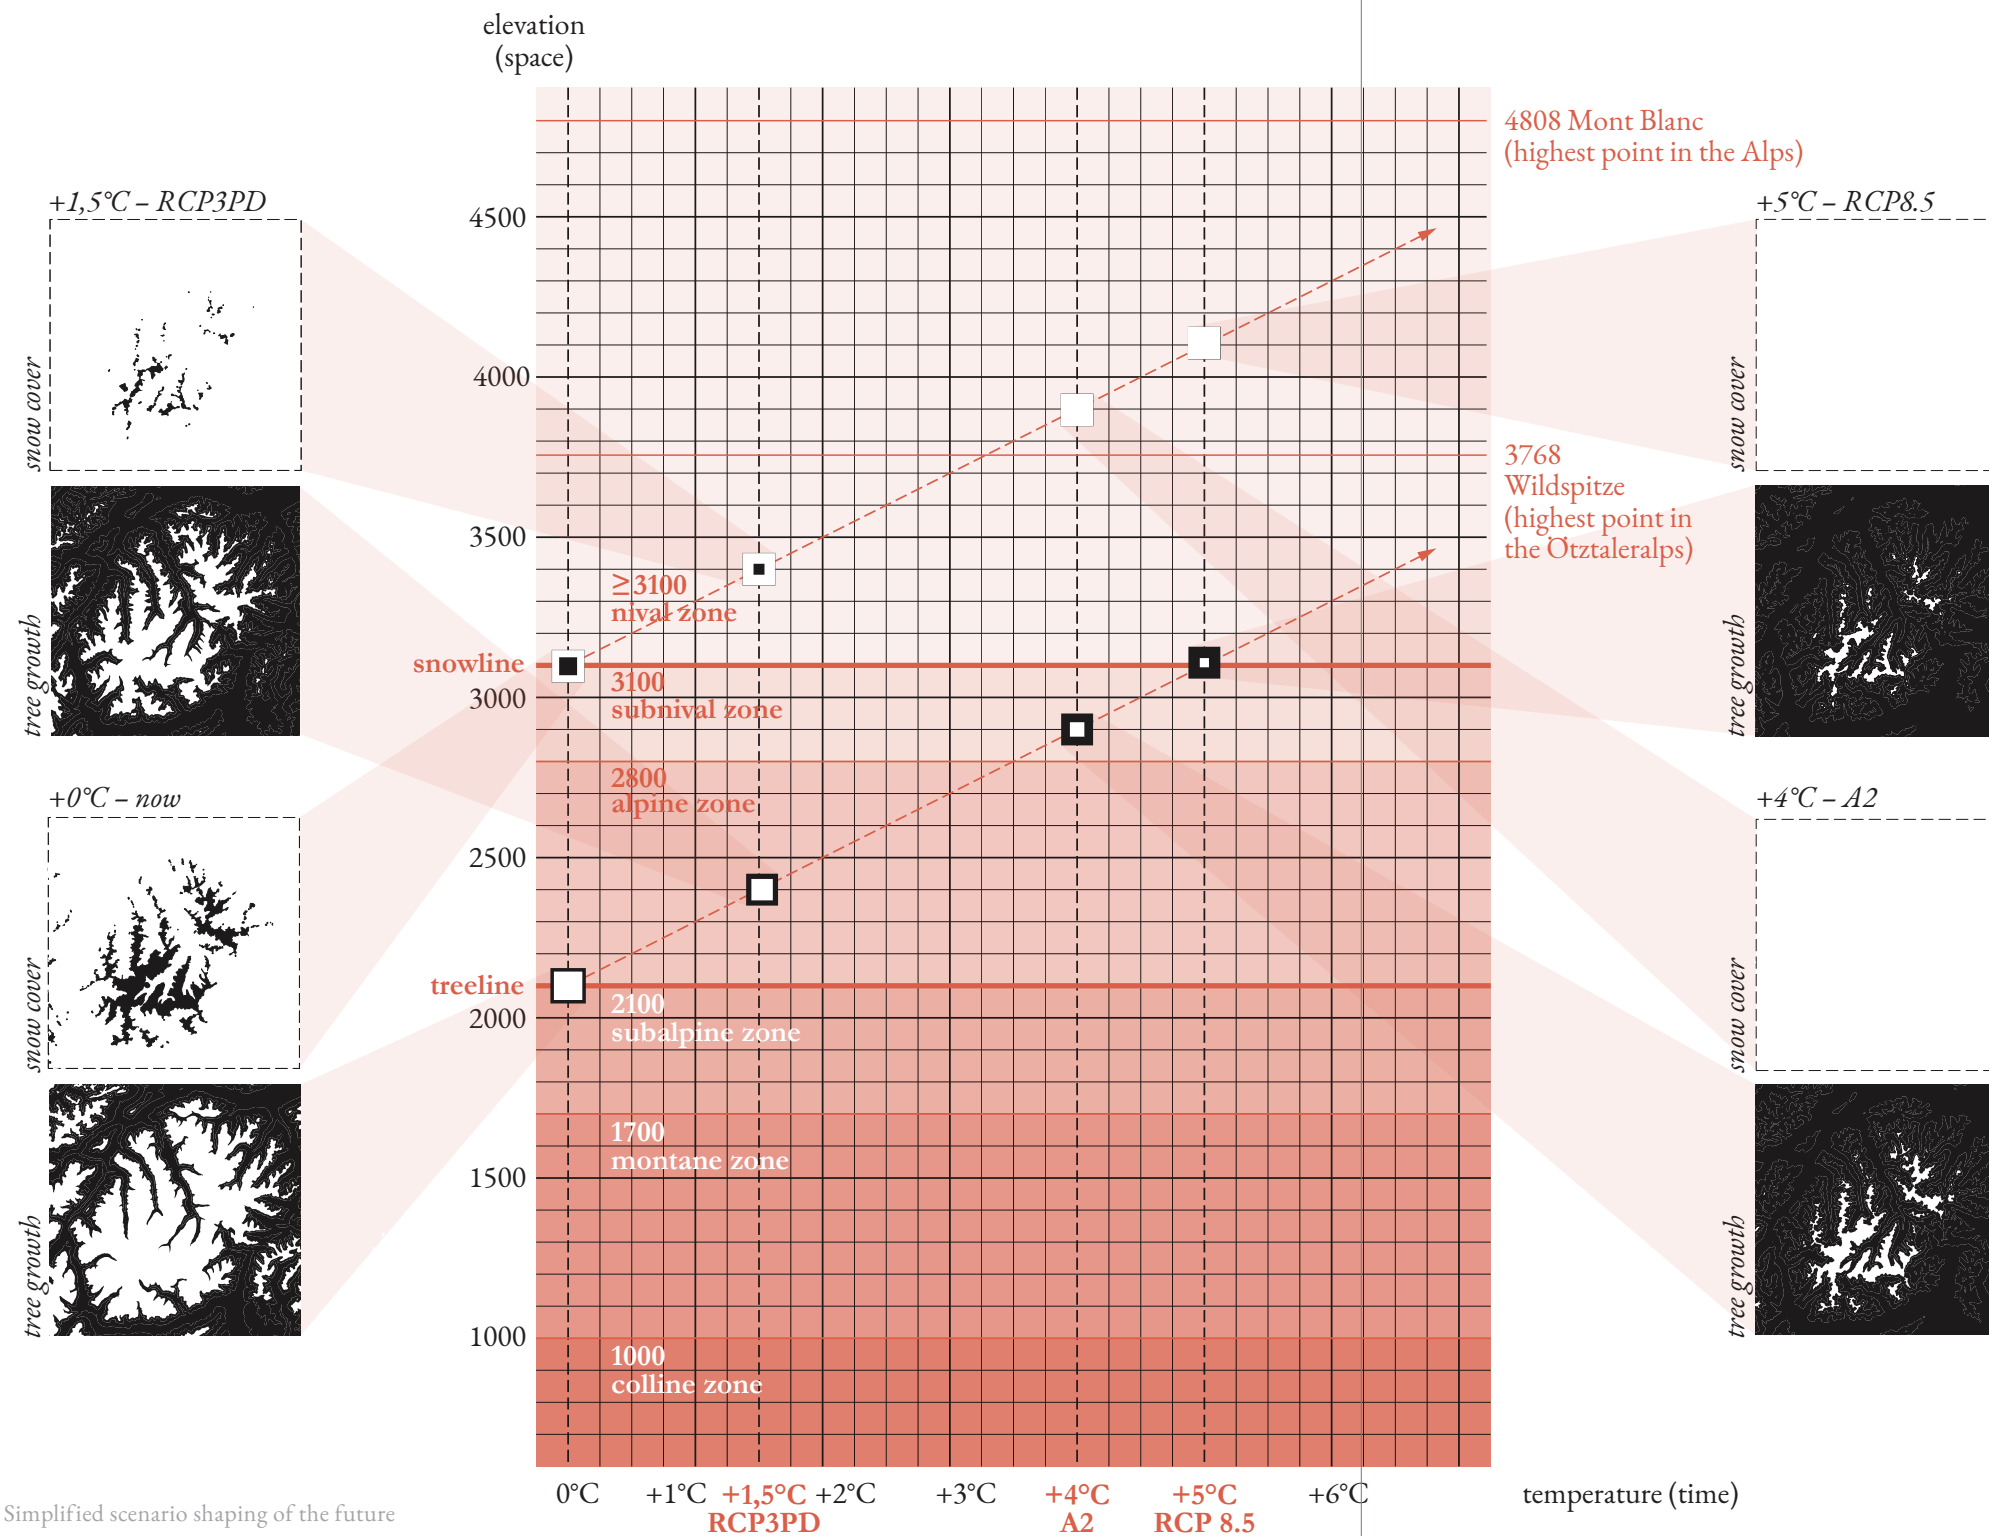 elevation
(space)
4808 Mont Blanc
(highest point in the Alps)
+1,5°C – RCP3PD
+5°C – RCP8.5
4500
snow cover
snow cover
4000
3768
Wildspitze
(highest point in
the Ötztaleralps)
3500
≥3100
nival zone
tree growth
tree growth
snowline
3100
subnival zone
3000
2800
alpine zone
+0°C – now
+4°C – A2
2500
treeline
2100
subalpine zone
2000
snow cover
snow cover
1700
montane zone
1500
tree growth
tree growth
1000
1000
colline zone
0°C +1°C +1,5°C +2°C +3°C +4°C +5°C +6°C temperature (time)
RCP3PD A2 RCP 8.5
Simplified scenario shaping of the future